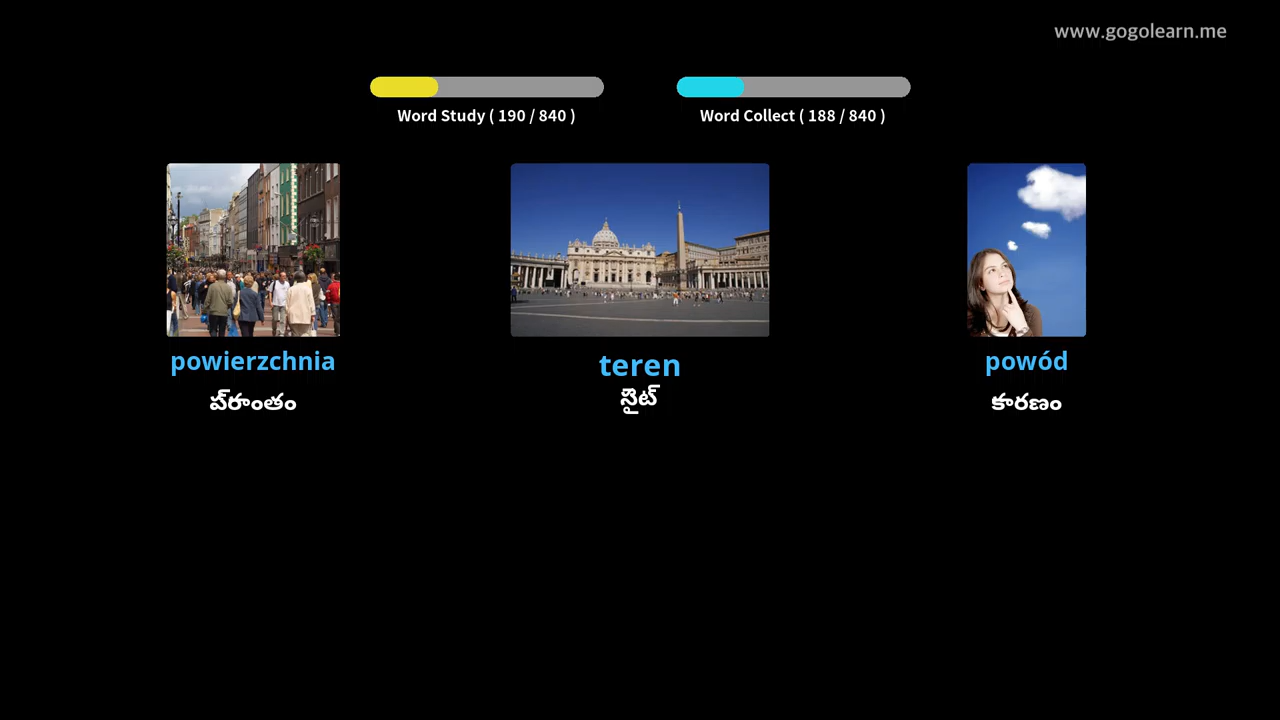 www.gogolearn.me
Word Study ( 190 / 840 )
Word Collect ( 188 / 840 )
powierzchnia
teren
powód
ప్రాంతం
సైట్
కారణం